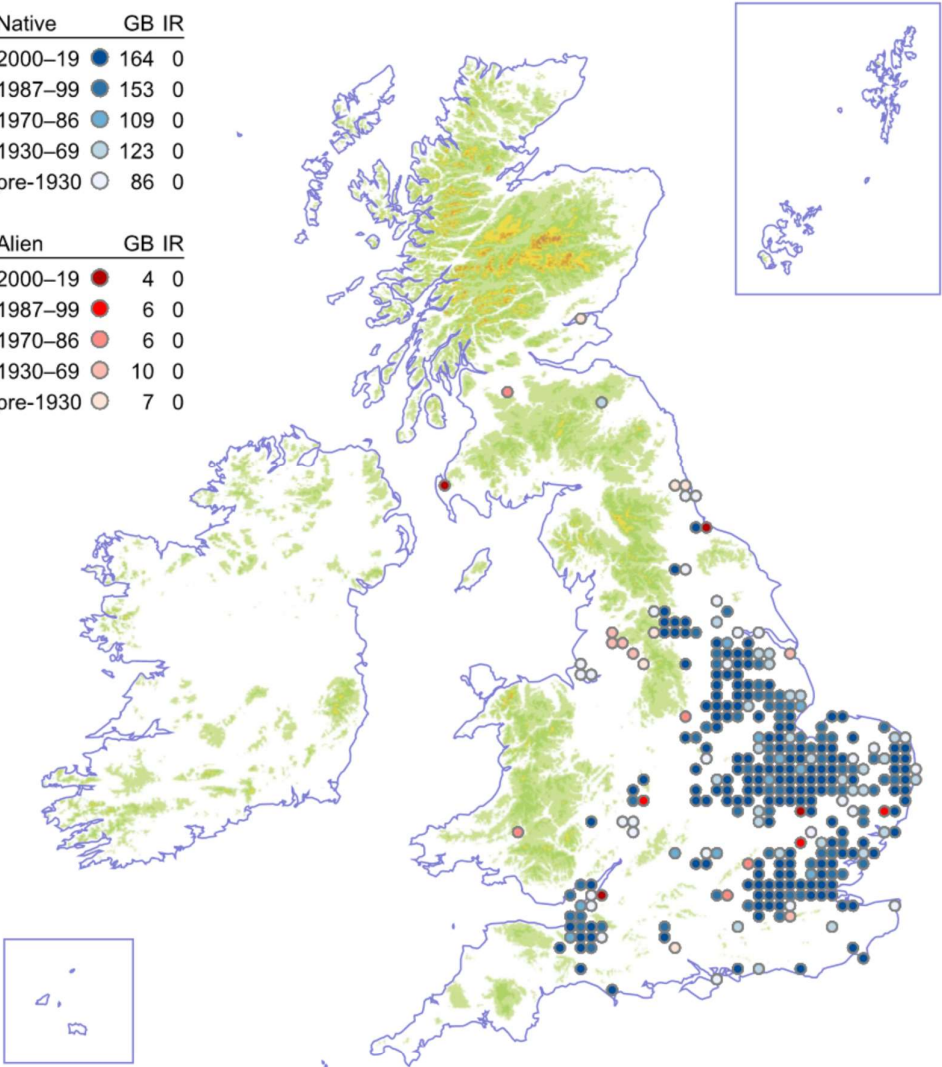 Native GB IR
2000–19 164 0
1987–99 153 0
1970–86 109 0
1930–69 123 0
pre-1930 86 0
Alien GB IR
2000–19 4 0
1987–99 6 0
1970–86 6 0
1930–69 10 0
pre-1930 7 0